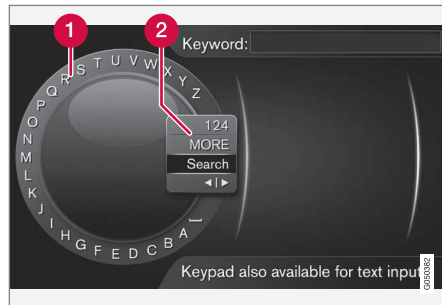 1
2
Keyword:
A B C D E F G H I J K L M N O P Q R S T U V W X Y Z
124
MORE
Search
◄|►
Keypad also available for text input
G050382